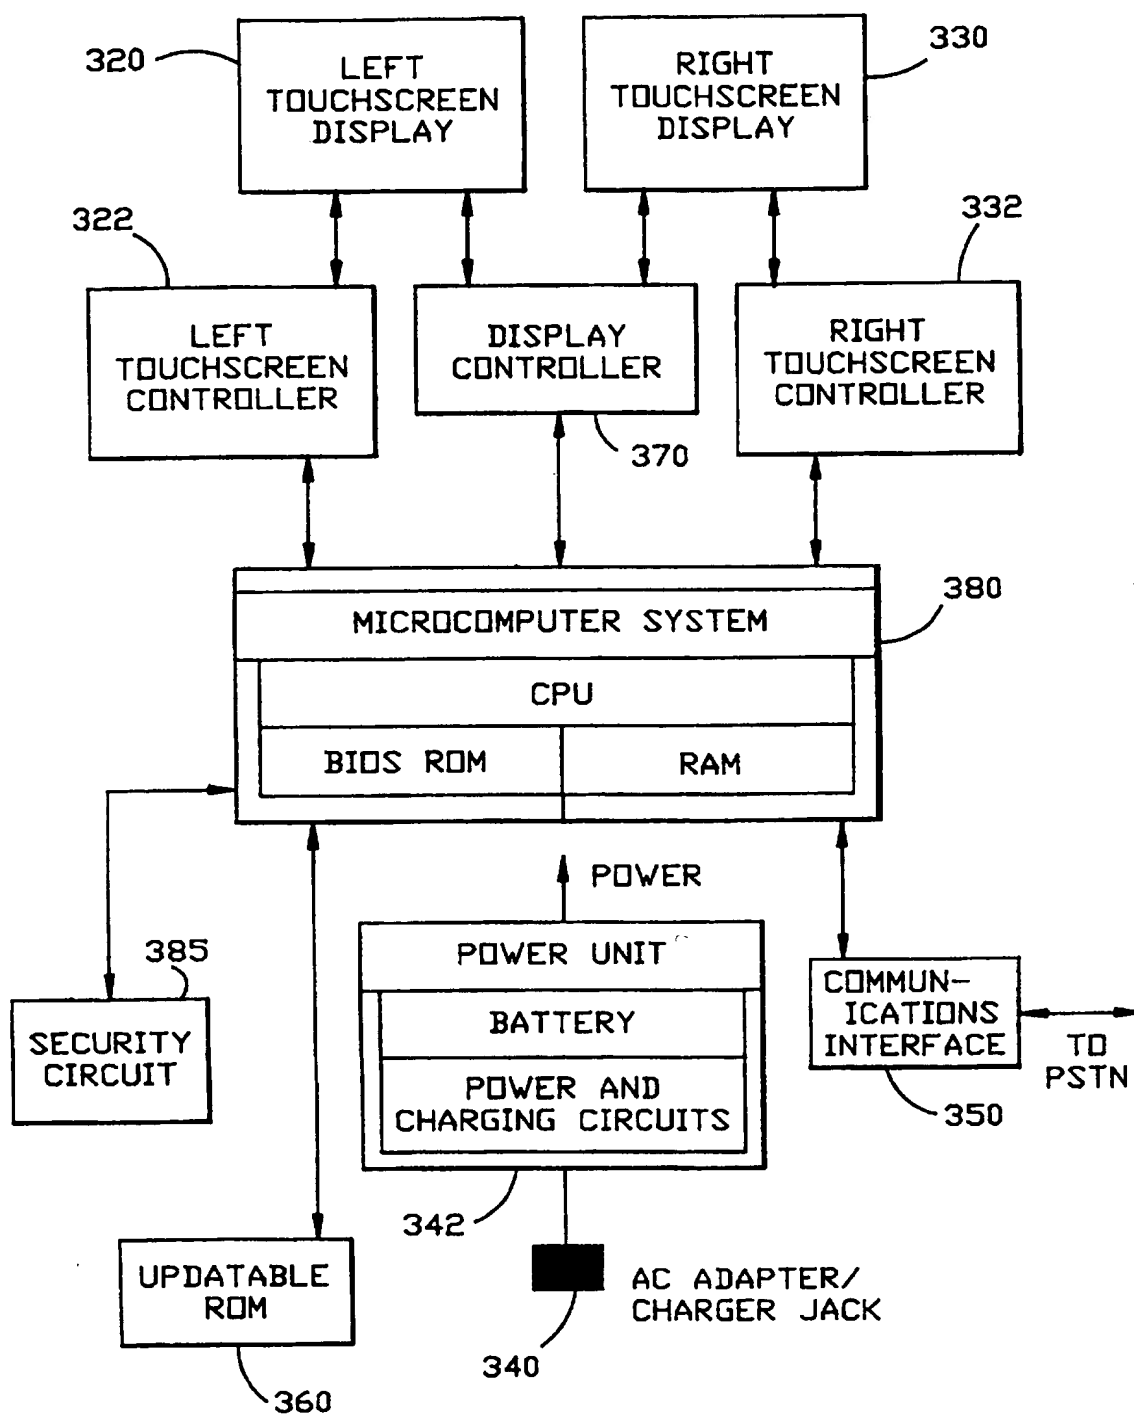 320
LEFT
TOUCHSCREEN
DISPLAY
RIGHT
TOUCHSCREEN
DISPLAY
330
322
332
LEFT
TOUCHSCREEN
CONTROLLER
DISPLAY
CONTROLLER
RIGHT
TOUCHSCREEN
CONTROLLER
370
380
MICROCOMPUTER SYSTEM
CPU
BIOS ROM
RAM
POWER
385
SECURITY
CIRCUIT
POWER UNIT
BATTERY
POWER AND
CHARGING CIRCUITS
COMMUN-
ICATIONS
INTERFACE
TO
PSTN
350
342
UPDATABLE
ROM
360
AC ADAPTER/
CHARGER JACK
340